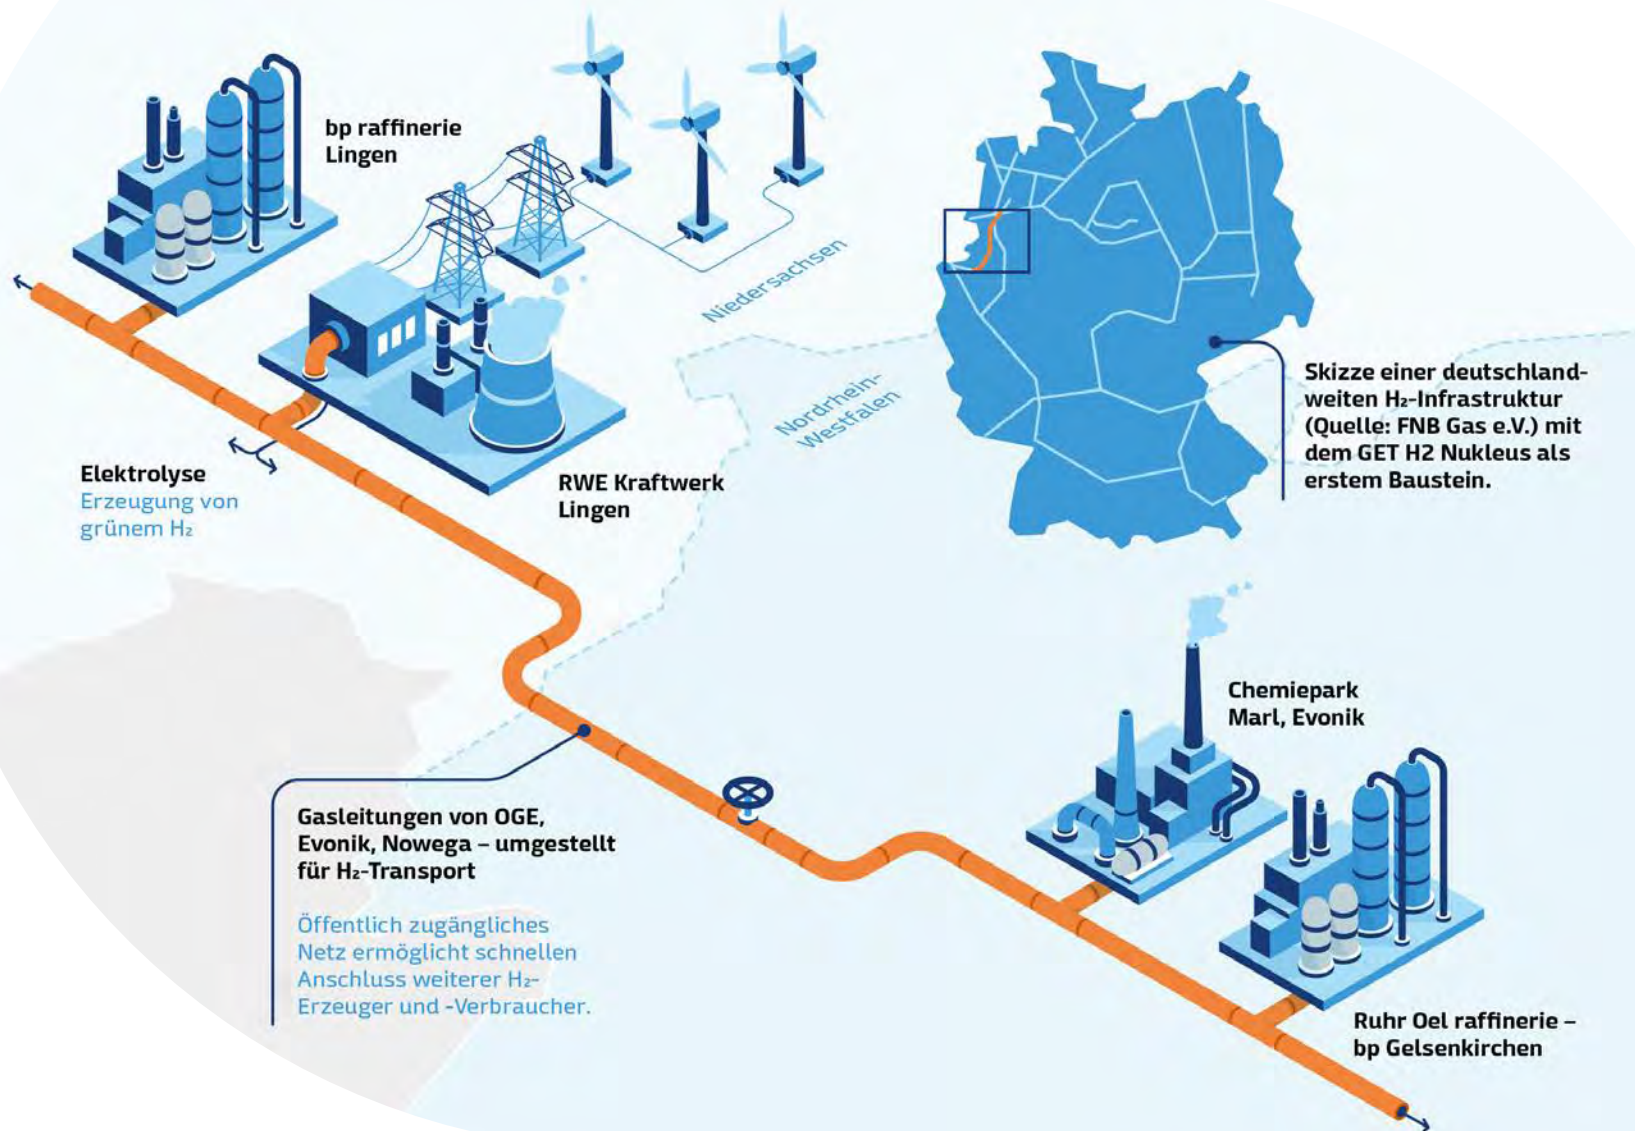 bp raffinerie
Lingen
Niedersachsen
Nordrhein-
Westfalen
Skizze einer deutschland-
weiten H₂-Infrastruktur
(Quelle: FNB Gas e.V.) mit
dem GET H2 Nukleus als
erstem Baustein.
Elektrolyse
Erzeugung von
grünem H₂
RWE Kraftwerk
Lingen
Chemiepark
Marl, Evonik
Gasleitungen von OGE,
Evonik, Nowega – umgestellt
für H₂-Transport
Öffentlich zugängliches
Netz ermöglicht schnellen
Anschluss weiterer H₂-
Erzeuger und -Verbraucher.
Ruhr Oel raffinerie –
bp Gelsenkirchen